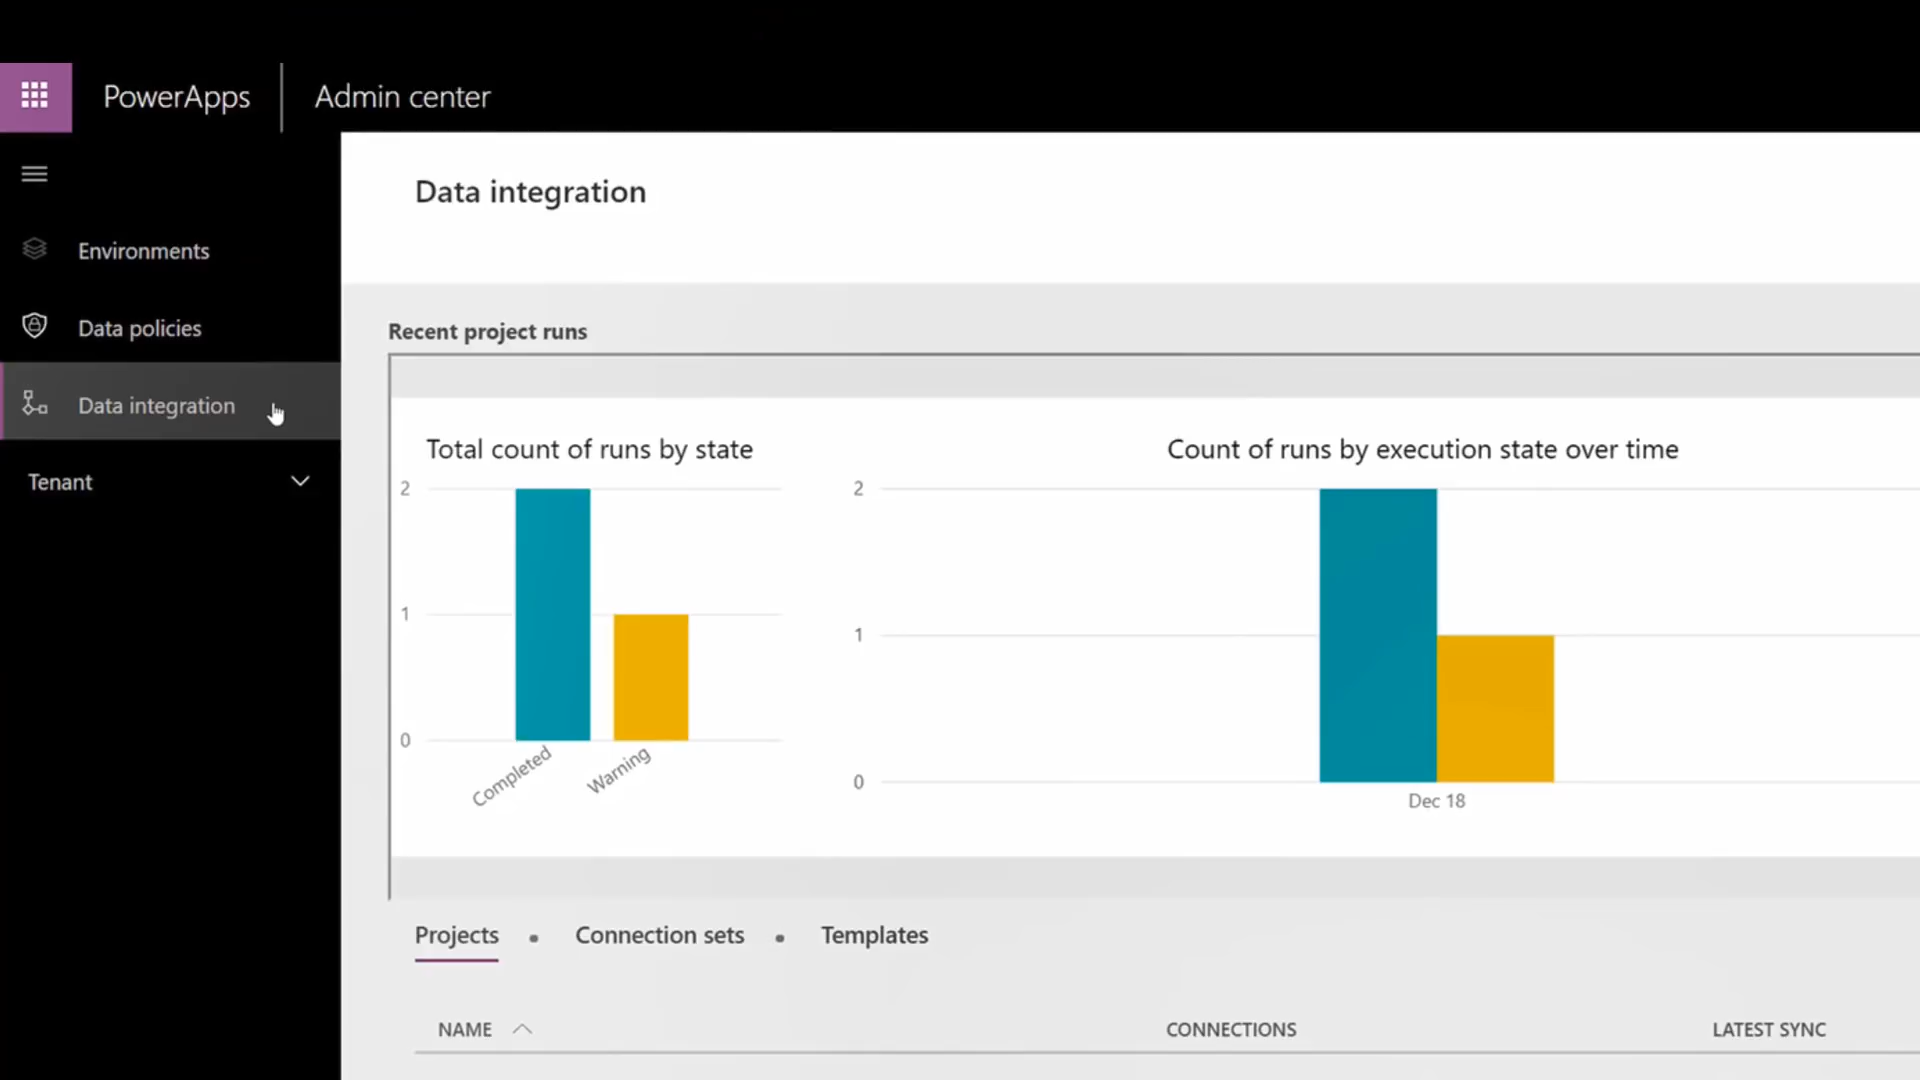 PowerApps
Admin center
Environments
Data policies
Data integration
Tenant
Data integration
Recent project runs
Total count of runs by state
2
1
0
Completed
Warning
Count of runs by execution state over time
2
1
0
Dec 18
Projects
Connection sets
Templates
NAME
CONNECTIONS
LATEST SYNC